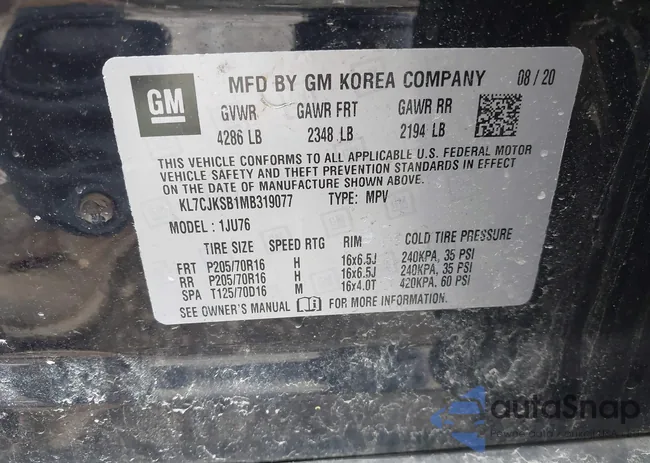 GM
MFD BY GM KOREA COMPANY 08/20
GVWR GAWR FRT GAWR RR
4286 LB 2348 LB 2194 LB
THIS VEHICLE CONFORMS TO ALL APPLICABLE U.S. FEDERAL MOTOR
VEHICLE SAFETY AND THEFT PREVENTION STANDARDS IN EFFECT
ON THE DATE OF MANUFACTURE SHOWN ABOVE.
KL7CJKSB1MB319077 TYPE: MPV
MODEL: 1JU76
TIRE SIZE SPEED RTG RIM COLD TIRE PRESSURE
FRT P205/70R16 H 16x6.5J 240KPA, 35 PSI
RR P205/70R16 H 16x6.5J 240KPA, 35 PSI
SPA T125/70D16 M 16x4.0T 420KPA, 60 PSI
SEE OWNER'S MANUAL FOR MORE INFORMATION.
autoSnap